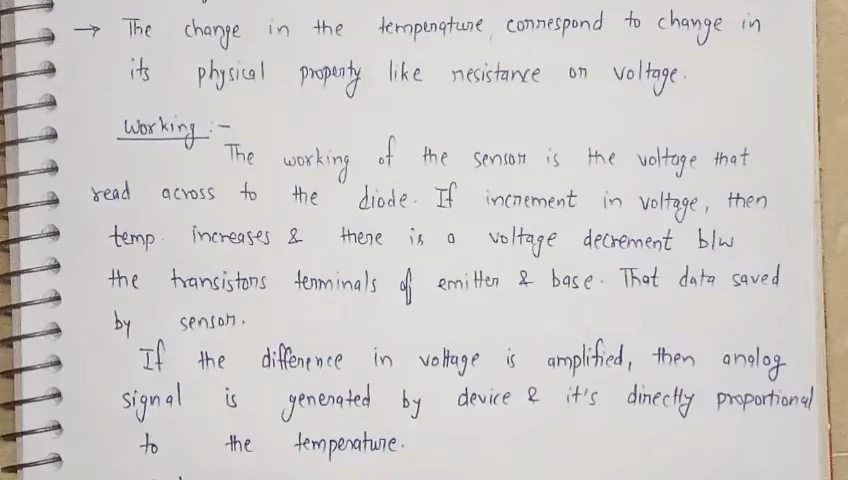 → The change in the temperature, correspond to change in
its physical property like resistance or voltage.
Working :-
The working of the sensor is the voltage that
read across to the diode. If increment in voltage, then
temp. increases & there is a voltage decrement b/w
the transistors terminals of emitter & base. That data saved
by sensor.
If the difference in voltage is amplified, then analog
signal is generated by device & it's directly proportional
to the temperature.